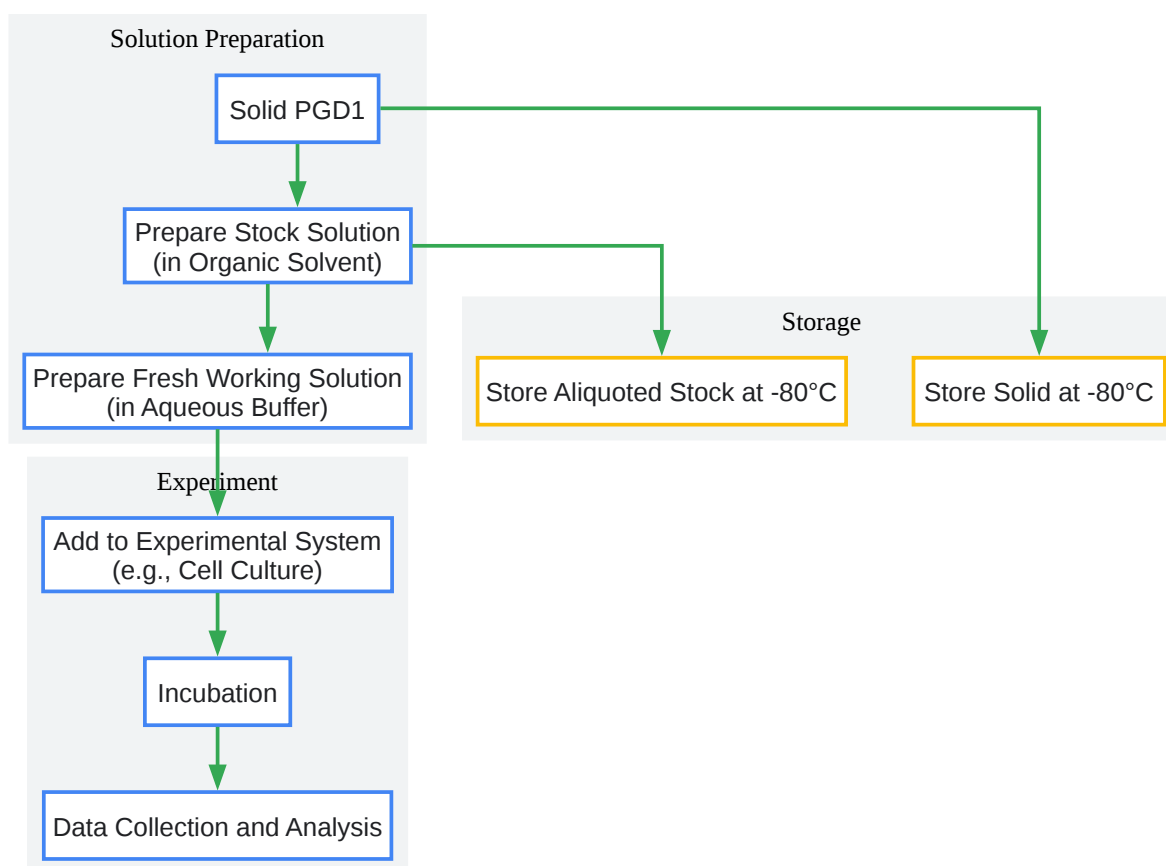 Solution Preparation
Solid PGD1
Prepare Stock Solution
(in Organic Solvent)
Storage
Prepare Fresh Working Solution
(in Aqueous Buffer)
Store Aliquoted Stock at -80°C
Store Solid at -80°C
Experiment
Add to Experimental System
(e.g., Cell Culture)
Incubation
Data Collection and Analysis